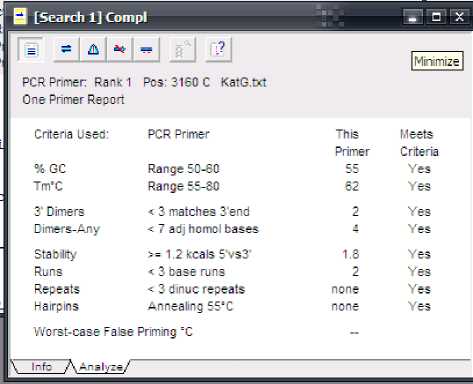 [Search 1] Compl
Minimize
PCR Primer: Rank 1 Pos: 3160 C KatG.txt
One Primer Report
Criteria Used: PCR Primer This Meets
Primer Criteria
% GC Range 50-60 55 Yes
Tm°C Range 55-80 62 Yes
3' Dimers < 3 matches 3'end 2 Yes
Dimers-Any < 7 adj homol bases 4 Yes
Stability >= 1.2 kcals 5'vs3' 1.8 Yes
Runs < 3 base runs 2 Yes
Repeats < 3 dinuc repeats none Yes
Hairpins Annealing 55°C none Yes
Worst-case False Priming °C --
Info Analyze